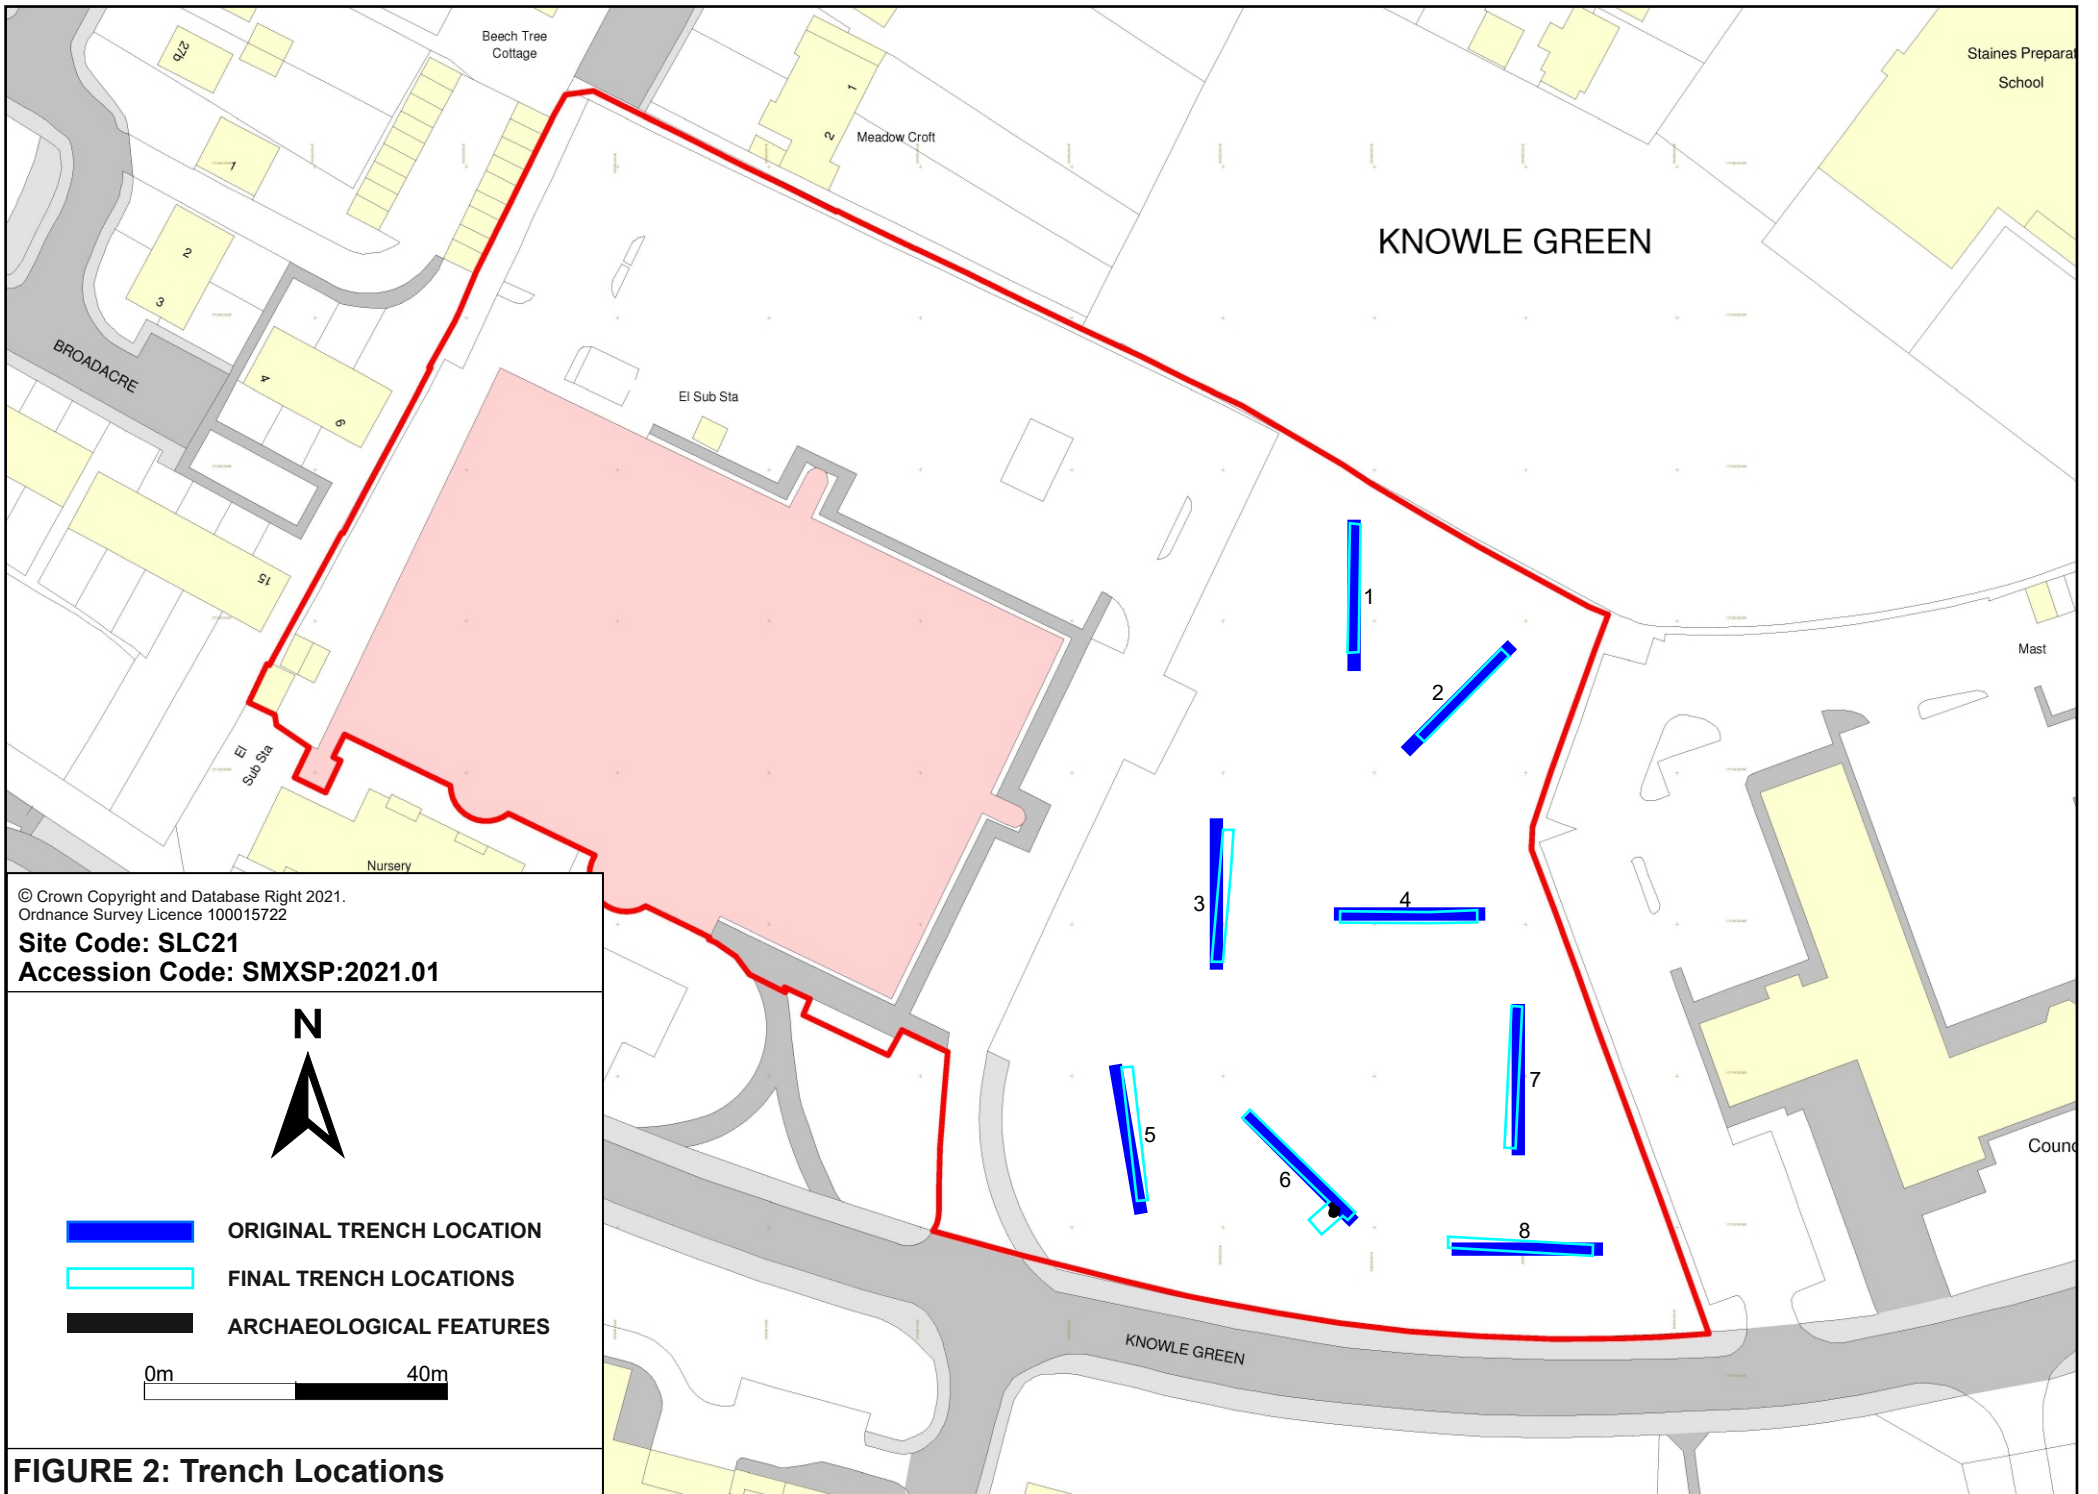 Beech Tree
Cottage
27b
1
2
Meadow Croft
Staines Preparat
School
KNOWLE GREEN
1
2
3
BROADACRE
4
6
15
El Sub Sta
El
Sub Sta
Nursery
Mast
Counc
1
2
3
4
5
6
7
8
KNOWLE GREEN
© Crown Copyright and Database Right 2021.
Ordnance Survey Licence 100015722
Site Code: SLC21
Accession Code: SMXSP:2021.01
N
ORIGINAL TRENCH LOCATION
FINAL TRENCH LOCATIONS
ARCHAEOLOGICAL FEATURES
0m 40m
FIGURE 2: Trench Locations